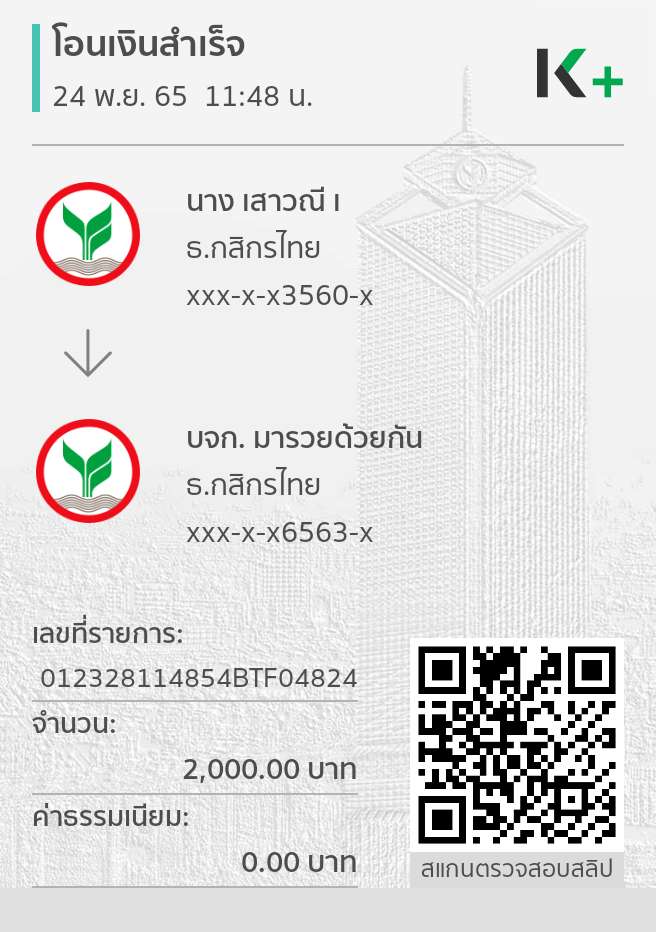 โอนเงินสำเร็จ
24 พ.ย. 65 11:48 น.
K+
นาง เสาวณี เ
ธ.กสิกรไทย
xxx-x-x3560-x
บจก. มารวยด้วยกัน
ธ.กสิกรไทย
xxx-x-x6563-x
เลขที่รายการ:
012328114854BTF04824
จำนวน:
2,000.00 บาท
ค่าธรรมเนียม:
0.00 บาท
สแกนตรวจสอบสลิป